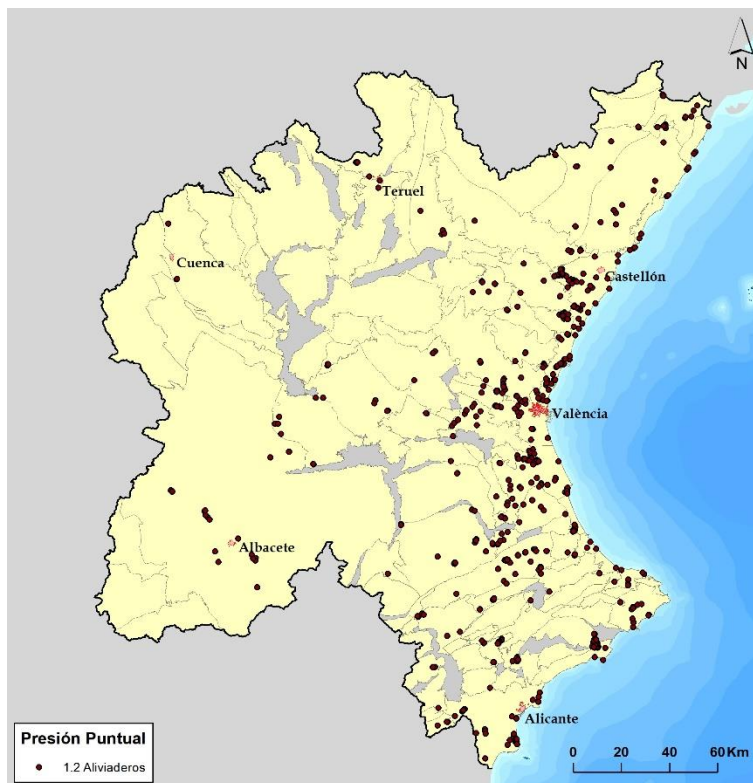 N
Teruel
Cuenca
Castellón
València
Albacete
Alicante
Presión Puntual
1.2 Aliviaderos
0 20 40 60 Km